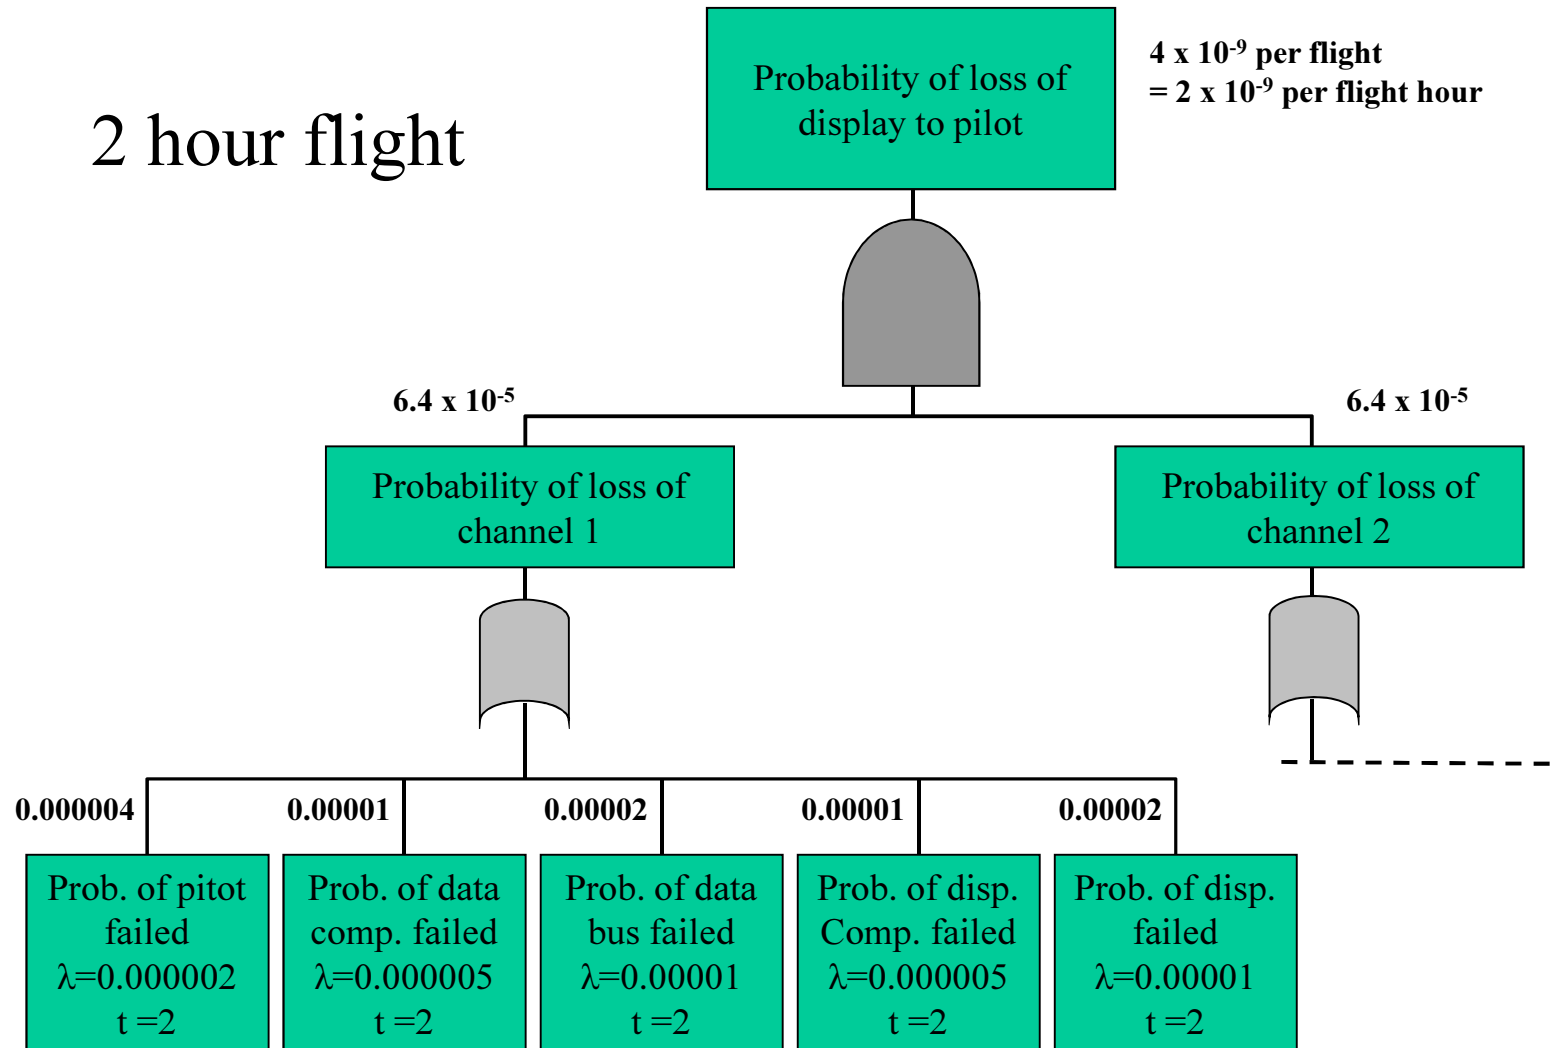 2 hour flight
Probability of loss of
display to pilot
4 x 10⁻⁹ per flight
= 2 x 10⁻⁹ per flight hour
6.4 x 10⁻⁵
6.4 x 10⁻⁵
Probability of loss of
channel 1
Probability of loss of
channel 2
0.000004
0.00001
0.00002
0.00001
0.00002
Prob. of pitot
failed
λ=0.000002
t =2
Prob. of data
comp. failed
λ=0.000005
t =2
Prob. of data
bus failed
λ=0.00001
t =2
Prob. of disp.
Comp. failed
λ=0.000005
t =2
Prob. of disp.
failed
λ=0.00001
t =2